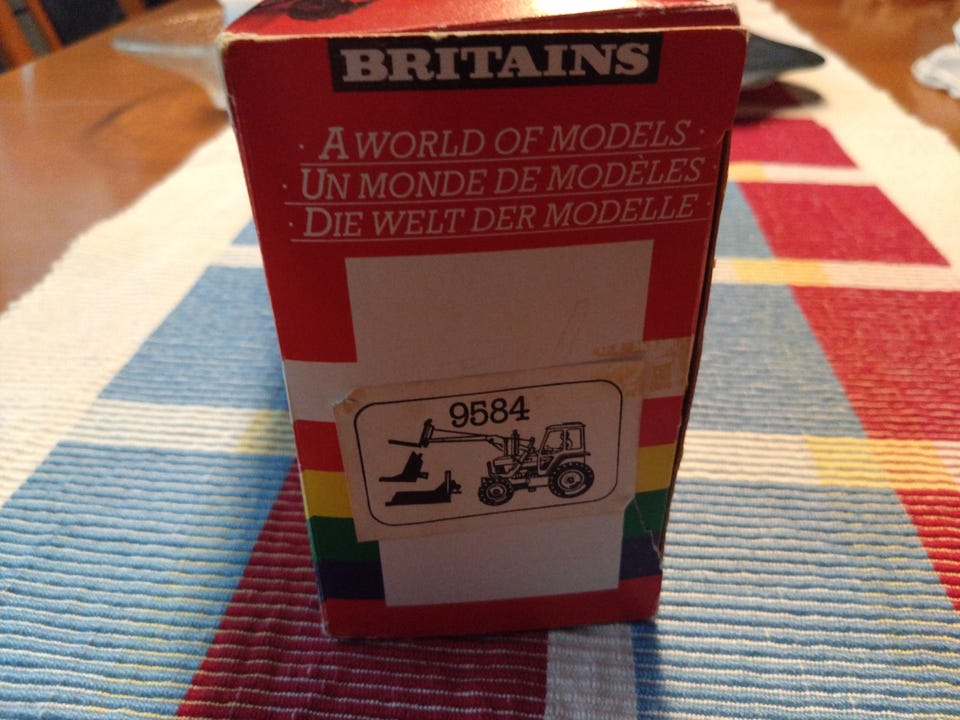 BRITAINS
· A WORLD OF MODELS ·
· UN MONDE DE MODÈLES ·
· DIE WELT DER MODELLE ·
9584